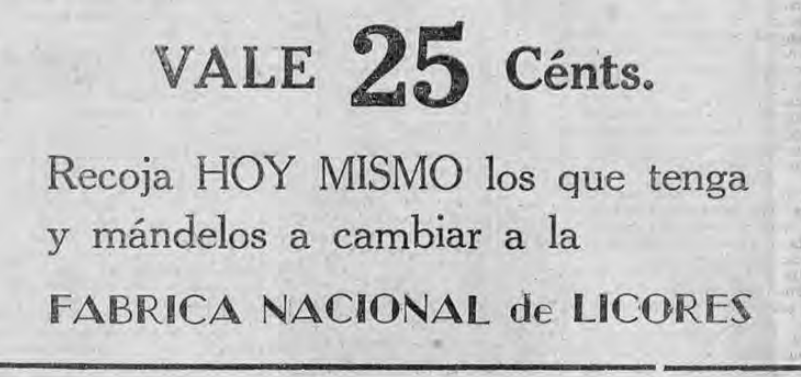 VALE 25 Cénts.
Recoja HOY MISMO los que tenga
y mándelos a cambiar a la
FABRICA NACIONAL de LICORES